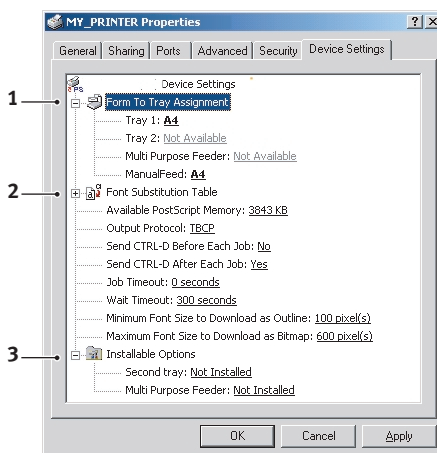 MY_PRINTER Properties
? X
General Sharing Ports Advanced Security Device Settings
PS Device Settings
1 Form To Tray Assignment
Tray 1: A4
Tray 2: Not Available
Multi Purpose Feeder: Not Available
ManualFeed: A4
2 Font Substitution Table
Available PostScript Memory: 3843 KB
Output Protocol: TBCP
Send CTRL-D Before Each Job: No
Send CTRL-D After Each Job: Yes
Job Timeout: 0 seconds
Wait Timeout: 300 seconds
Minimum Font Size to Download as Outline: 100 pixel(s)
Maximum Font Size to Download as Bitmap: 600 pixel(s)
3 Installable Options
Second tray: Not Installed
Multi Purpose Feeder: Not Installed
OK Cancel Apply